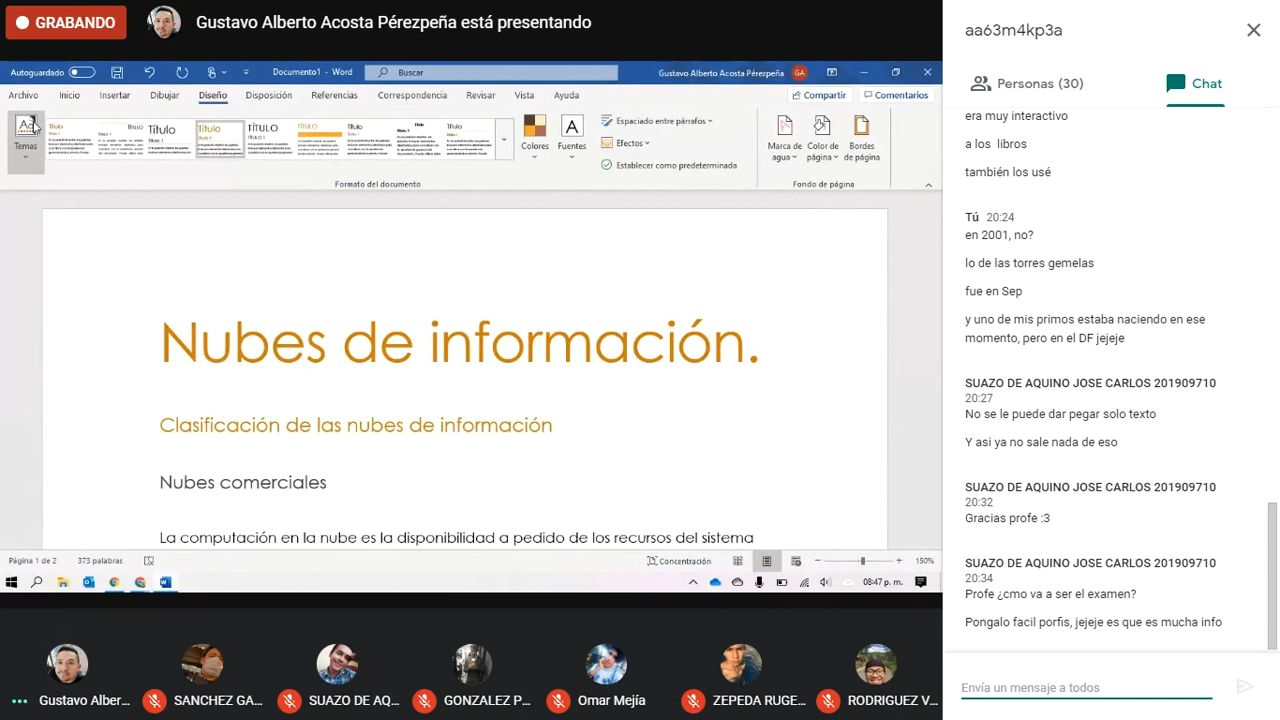 GRABANDO
Gustavo Alberto Acosta Pérezpeña está presentando
Autoguardado
Documento1 - Word
Buscar
Gustavo Alberto Acosta Pérezpeña
GA
Archivo
Inicio
Insertar
Dibujar
Diseño
Disposición
Referencias
Correspondencia
Revisar
Vista
Ayuda
Compartir
Comentarios
Temas
Título
Título
Título
TÍTULO
Título
Título
Colores
Fuentes
Espaciado entre párrafos
Efectos
Establecer como predeterminada
Marca de agua
Color de página
Bordes de página
Formato del documento
Fondo de página
Nubes de información.
Clasificación de las nubes de información
Nubes comerciales
La computación en la nube es la disponibilidad a pedido de los recursos del sistema
Página 1 de 2
373 palabras
Concentración
150%
08:47 p. m.
Gustavo Alber...
SANCHEZ GA...
SUAZO DE AQ...
GONZALEZ P...
Omar Mejía
ZEPEDA RUGE...
RODRIGUEZ V...
aa63m4kp3a
Personas (30)
Chat
era muy interactivo
a los libros
también los usé
Tú 20:24
en 2001, no?
lo de las torres gemelas
fue en Sep
y uno de mis primos estaba naciendo en ese
momento, pero en el DF jejeje
SUAZO DE AQUINO JOSE CARLOS 201909710
20:27
No se le puede dar pegar solo texto
Y asi ya no sale nada de eso
SUAZO DE AQUINO JOSE CARLOS 201909710
20:32
Gracias profe :3
SUAZO DE AQUINO JOSE CARLOS 201909710
20:34
Profe ¿cmo va a ser el examen?
Pongalo facil porfis, jejeje es que es mucha info
Envía un mensaje a todos